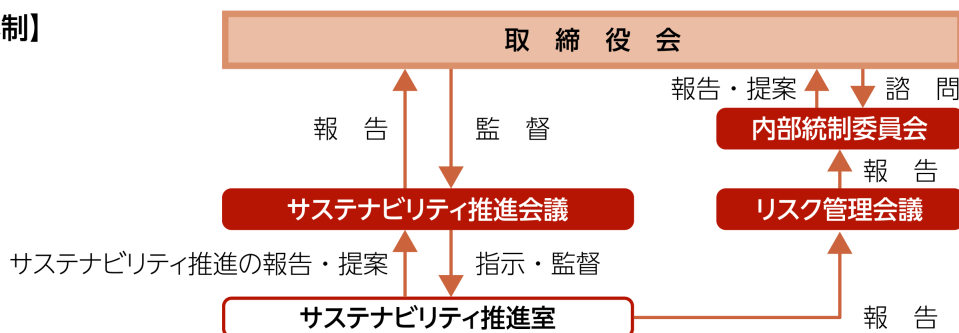 制】
取締役会
報告・提案
諮問
報告
監督
内部統制委員会
報告
サステナビリティ推進会議
リスク管理会議
サステナビリティ推進の報告・提案
指示・監督
サステナビリティ推進室
報告